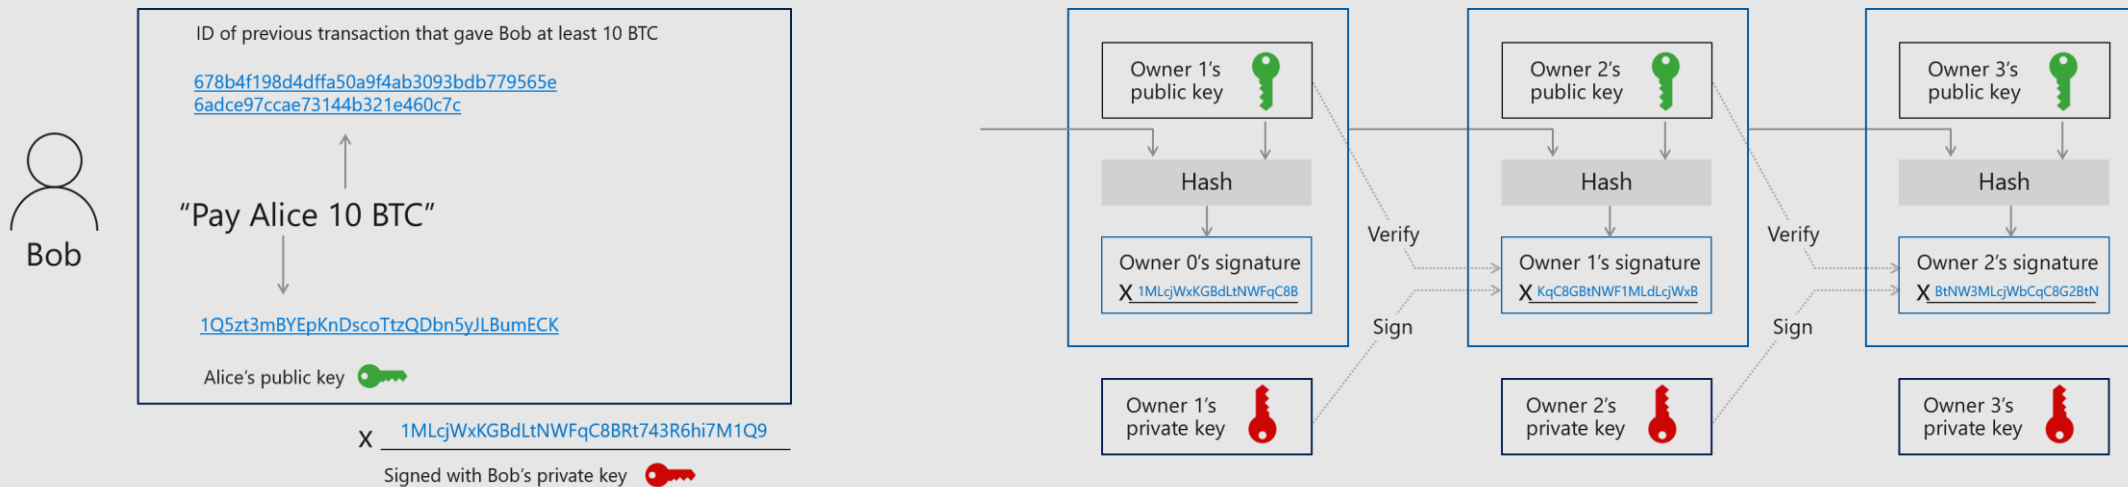 ID of previous transaction that gave Bob at least 10 BTC
678b4f198d4dffa50a9f4ab3093bdb779565e
6adce97ccae73144b321e460c7c
“Pay Alice 10 BTC”
Bob
1Q5zt3mBYEpKnDscoTtzQDbn5yJLBumECK
Alice’s public key
X 1MLcjWxKGBdLtNWFqC8BRt743R6hi7M1Q9
Signed with Bob’s private key
Owner 1’s
public key
Hash
Owner 0’s signature
X 1MLcjWxKGBdLtNWFqC8B
Owner 1’s
private key
Verify
Sign
Owner 2’s
public key
Hash
Owner 1’s signature
X KqC8GBtNWF1MLdLcjWxB
Owner 2’s
private key
Verify
Sign
Owner 3’s
public key
Hash
Owner 2’s signature
X BtNW3MLcjWbCqC8G2BtN
Owner 3’s
private key